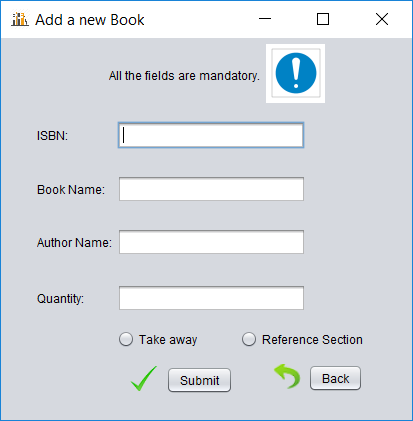 Add a new Book
All the fields are mandatory.
ISBN:
Book Name:
Author Name:
Quantity:
Take away Reference Section
Submit Back